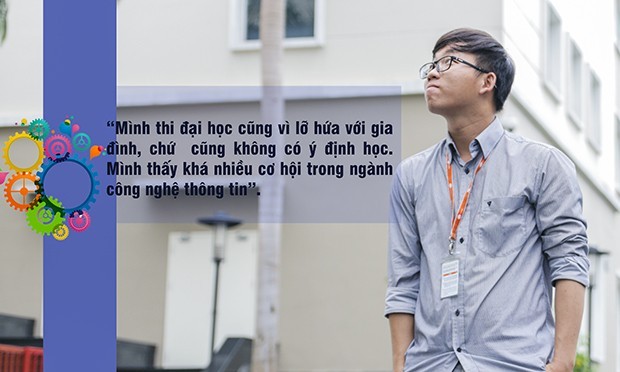 “Mình thi đại học cũng vì lỡ hứa với gia
đình, chứ cũng không có ý định học.
Mình thấy khá nhiều cơ hội trong ngành
công nghệ thông tin”.